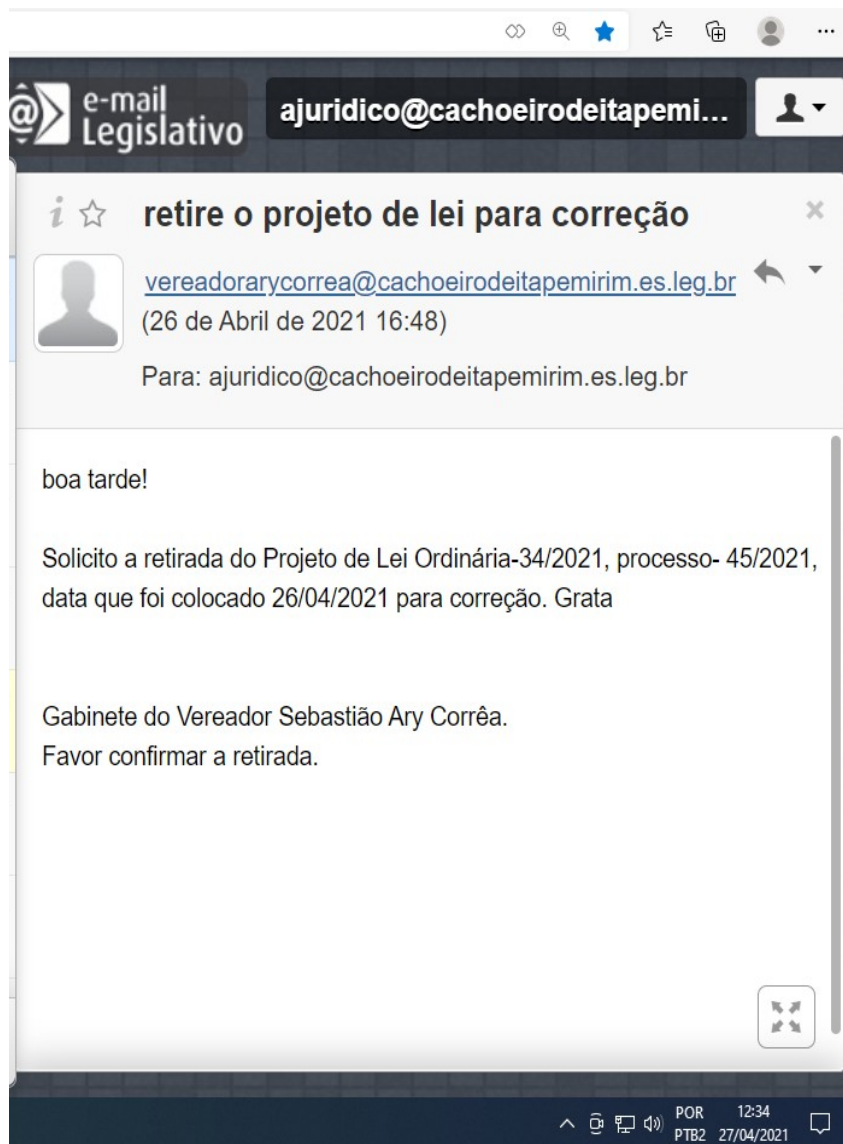 e-mail
Legislativo
ajuridico@cachoeirodeitapemi...
retire o projeto de lei para correção
vereadorarycorrea@cachoeirodeitapemirim.es.leg.br
(26 de Abril de 2021 16:48)
Para: ajuridico@cachoeirodeitapemirim.es.leg.br
boa tarde!
Solicito a retirada do Projeto de Lei Ordinária-34/2021, processo- 45/2021,
data que foi colocado 26/04/2021 para correção. Grata
Gabinete do Vereador Sebastião Ary Corrêa.
Favor confirmar a retirada.
POR 12:34
PTB2 27/04/2021